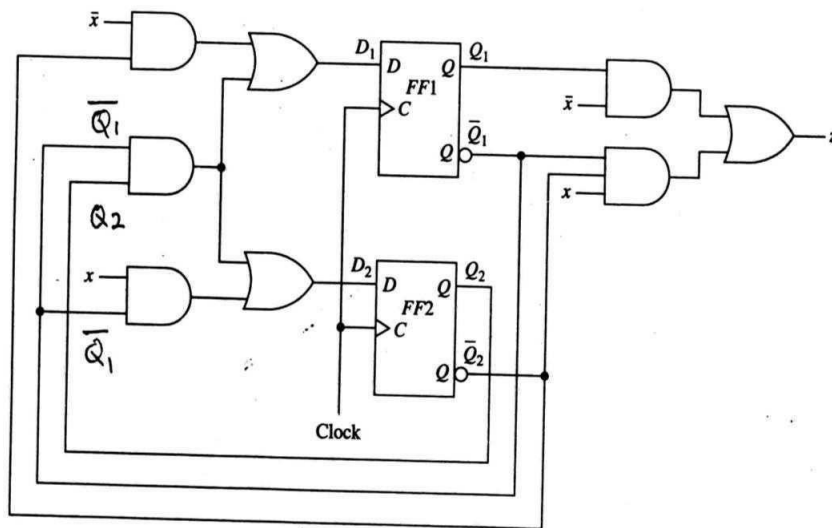 x̄
D₁
D
Q
Q₁
FF1
C
Q̄₁
Q
x̄
z
Q̄₁
Q2
x
D₂
D
Q
Q₂
x
FF2
C
Q̄₁
Q
Q̄₂
Clock